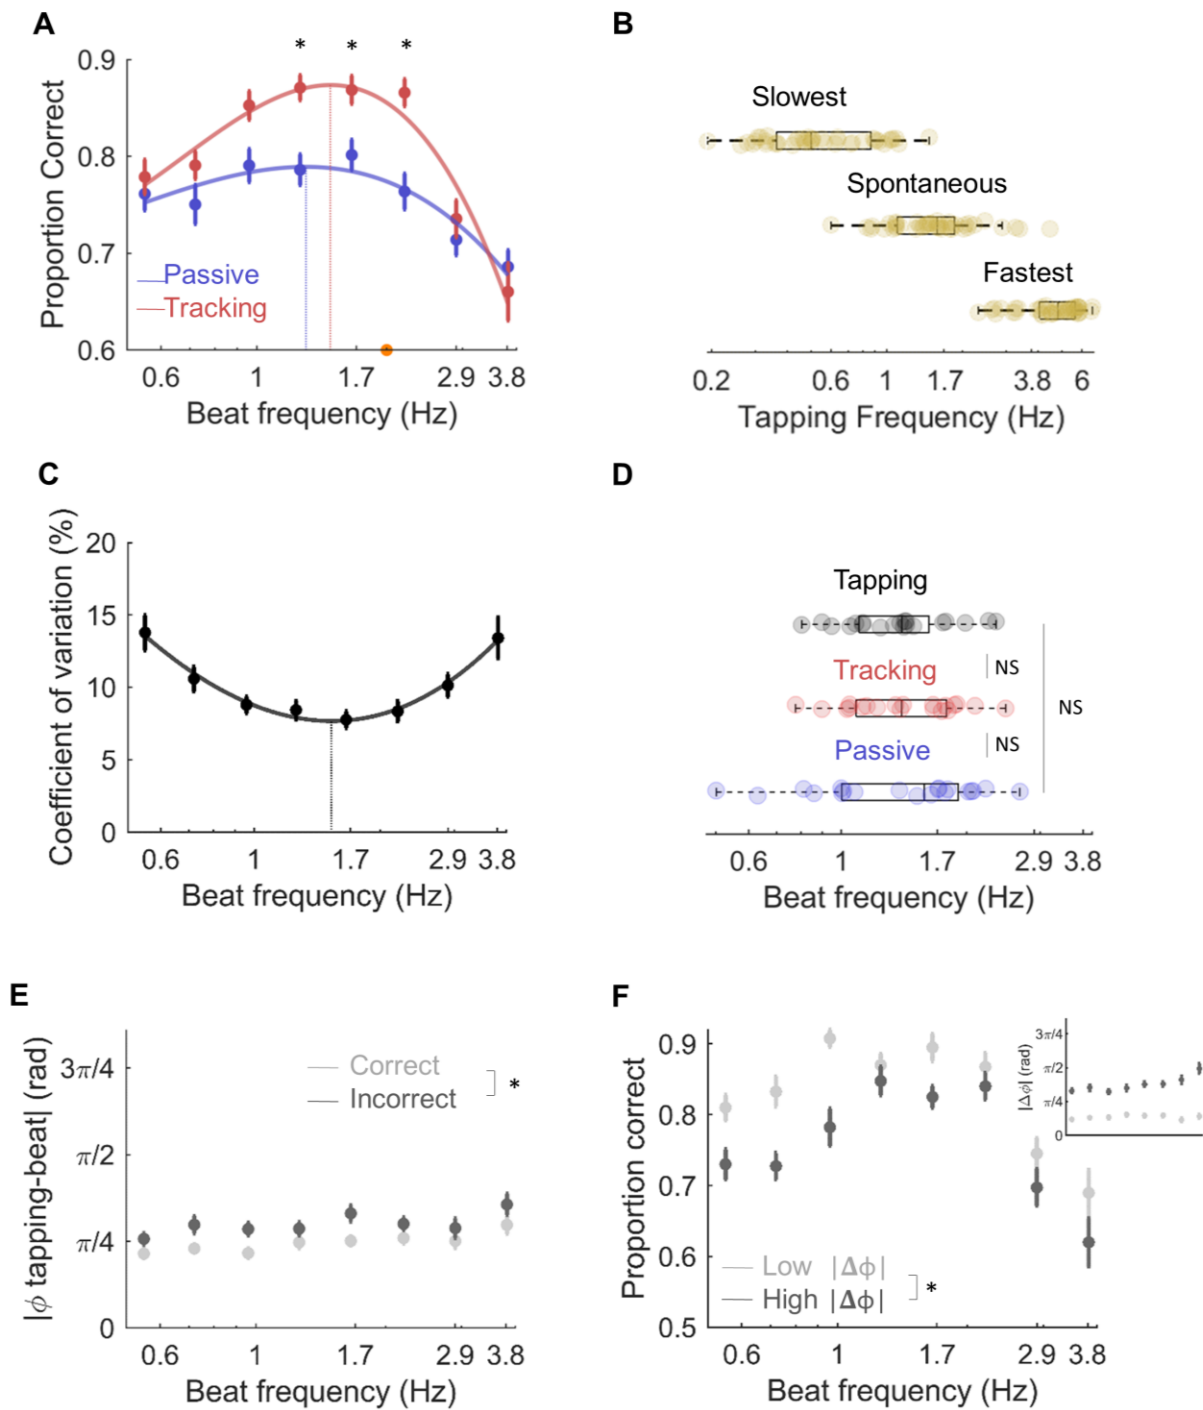 A
* * *
0.9
0.8
0.7
0.6
Proportion Correct
Passive
Tracking
0.6 1 1.7 2.9 3.8
Beat frequency (Hz)
B
Slowest
Spontaneous
Fastest
0.2 0.6 1 1.7 3.8 6
Tapping Frequency (Hz)
C
20
15
10
5
0
Coefficient of variation (%)
0.6 1 1.7 2.9 3.8
Beat frequency (Hz)
D
Tapping
Tracking
NS
NS
Passive
NS
0.6 1 1.7 2.9 3.8
Beat frequency (Hz)
E
3π/4
π/2
π/4
0
|ϕ tapping-beat| (rad)
Correct
Incorrect
*
0.6 1 1.7 2.9 3.8
Beat frequency (Hz)
F
0.9
0.8
0.7
0.6
0.5
Proportion correct
Low |Δϕ|
High |Δϕ|
*
0.6 1 1.7 2.9 3.8
Beat frequency (Hz)
3π/4
π/2
π/4
0
|Δϕ| (rad)